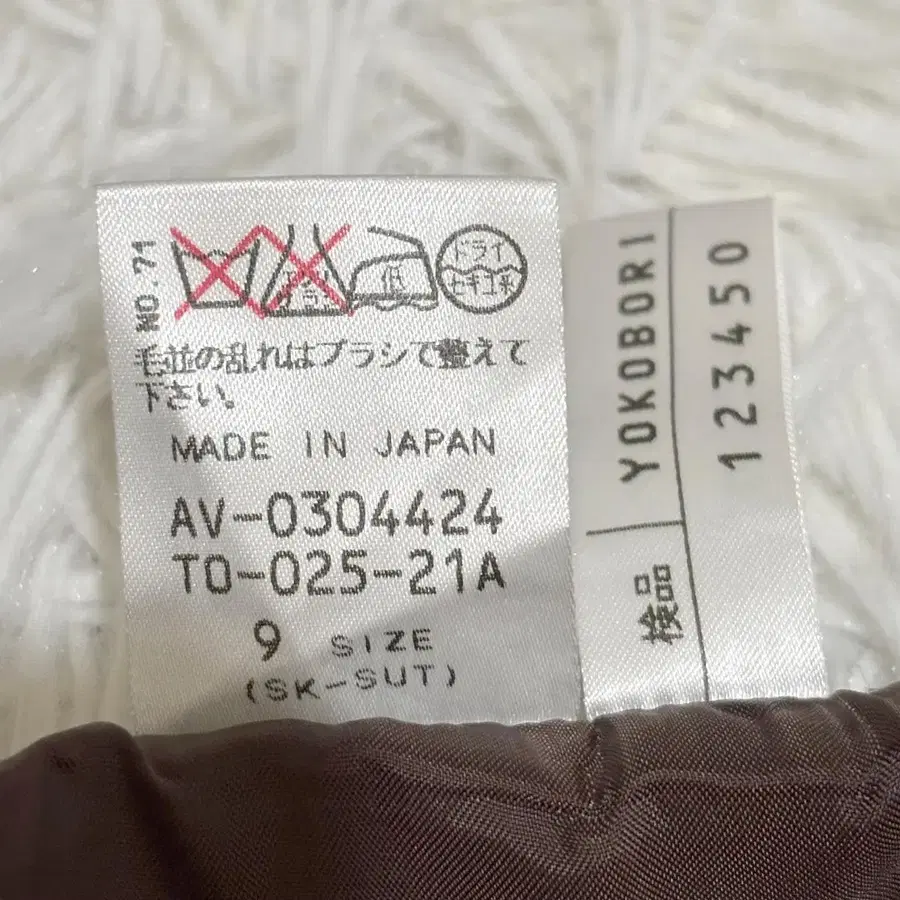 NO.71
低
ドライ
セキユ系
毛並の乱れはブラシで整えて
下さい。
MADE IN JAPAN
AV-0304424
TO-025-21A
9 SIZE
(SK-SUT)
検品 YOKOBORI
123450